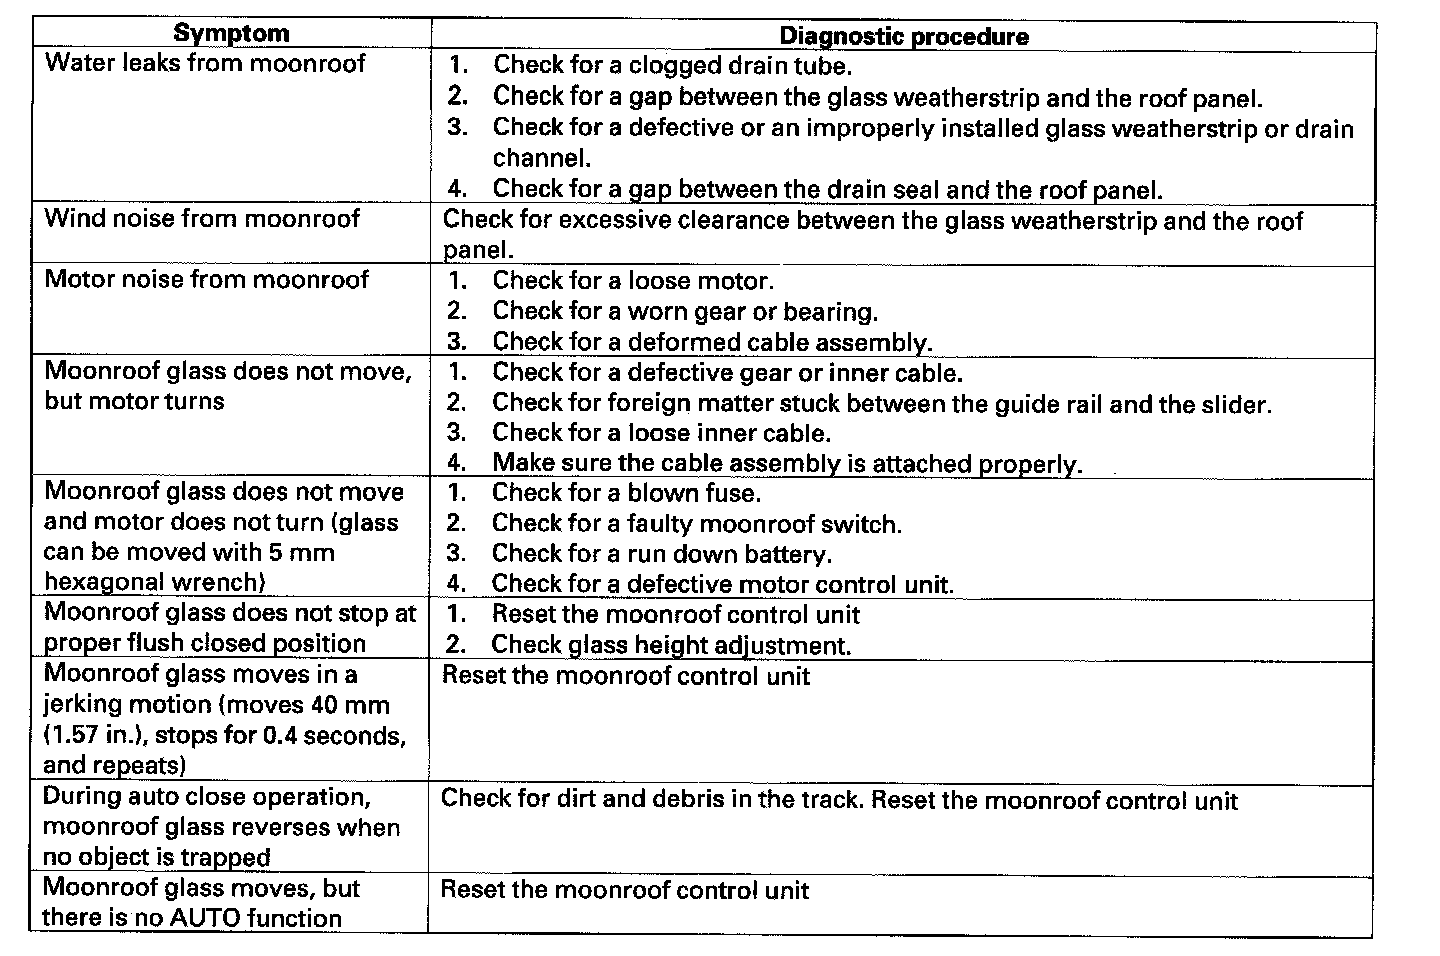 Symptom
Diagnostic procedure
Water leaks from moonroof
1. Check for a clogged drain tube.
2. Check for a gap between the glass weatherstrip and the roof panel.
3. Check for a defective or an improperly installed glass weatherstrip or drain
channel.
4. Check for a gap between the drain seal and the roof panel.
Wind noise from moonroof
Check for excessive clearance between the glass weatherstrip and the roof
panel.
Motor noise from moonroof
1. Check for a loose motor.
2. Check for a worn gear or bearing.
3. Check for a deformed cable assembly.
Moonroof glass does not move,
but motor turns
1. Check for a defective gear or inner cable.
2. Check for foreign matter stuck between the guide rail and the slider.
3. Check for a loose inner cable.
4. Make sure the cable assembly is attached properly.
Moonroof glass does not move
and motor does not turn (glass
can be moved with 5 mm
hexagonal wrench)
1. Check for a blown fuse.
2. Check for a faulty moonroof switch.
3. Check for a run down battery.
4. Check for a defective motor control unit.
Moonroof glass does not stop at
proper flush closed position
1. Reset the moonroof control unit
2. Check glass height adjustment.
Moonroof glass moves in a
jerking motion (moves 40 mm
(1.57 in.), stops for 0.4 seconds,
and repeats)
Reset the moonroof control unit
During auto close operation,
moonroof glass reverses when
no object is trapped
Check for dirt and debris in the track. Reset the moonroof control unit
Moonroof glass moves, but
there is no AUTO function
Reset the moonroof control unit